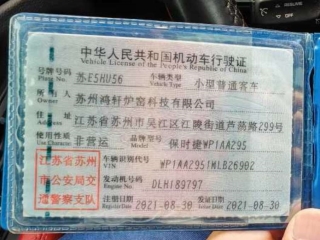 中华人民共和国机动车行驶证
Vehicle License of the People's Republic of China
号牌号码 苏E5HU56 车辆类型 小型普通客车
Plate No. Vehicle Type
所有人 苏州鸿轩炉窑科技有限公司
Owner
住址 江苏省苏州市吴江区江陵街道芦荡路299号
Address
使用性质 非营运 品牌型号 保时捷WP1AA295
Use Character Model
江苏省苏州
市公安局交
通警察支队
车辆识别代号 WP1AA2951MLB26902
VIN
发动机号码 DLH189797
Engine No.
注册日期 2021-08-30 发证日期 2021-08-30
Register Date Issue Date